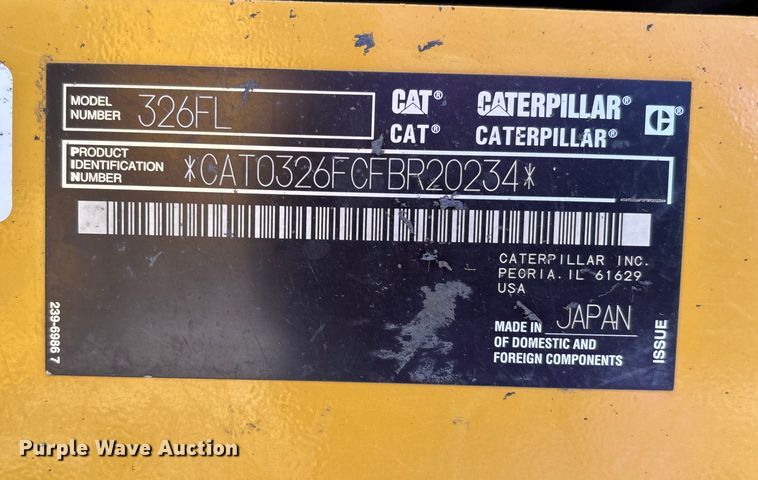 MODEL NUMBER 326FL
CAT® CATERPILLAR®
CAT® CATERPILLAR®
PRODUCT IDENTIFICATION NUMBER *CAT0326FCFBR20234*
*CAT0326FCFBR20234*
CATERPILLAR INC.
PEORIA. IL 61629
USA
MADE IN JAPAN
OF DOMESTIC AND
FOREIGN COMPONENTS
ISSUE
239-6986 7
Purple Wave Auction